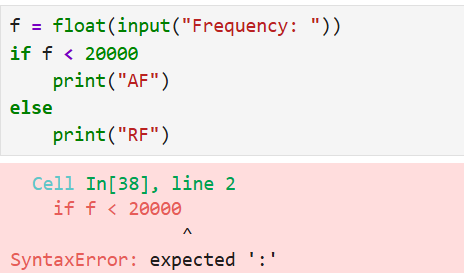 f = float(input("Frequency: "))
if f < 20000
    print("AF")
else
    print("RF")
  Cell In[38], line 2
    if f < 20000
                ^
SyntaxError: expected ':'